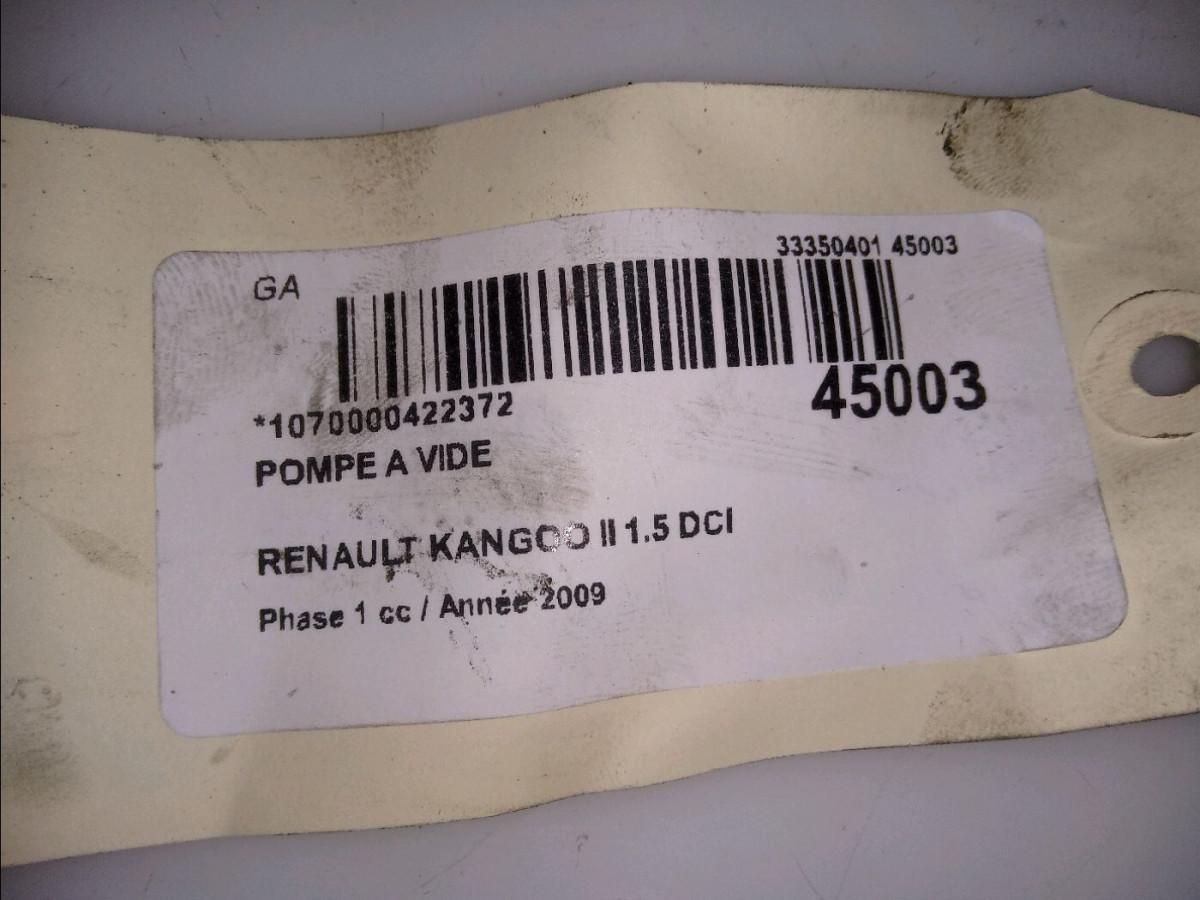 33350401 45003
GA
45003
*1070000422372
POMPE A VIDE
RENAULT KANGOO II 1.5 DCI
Phase 1 cc / Année 2009